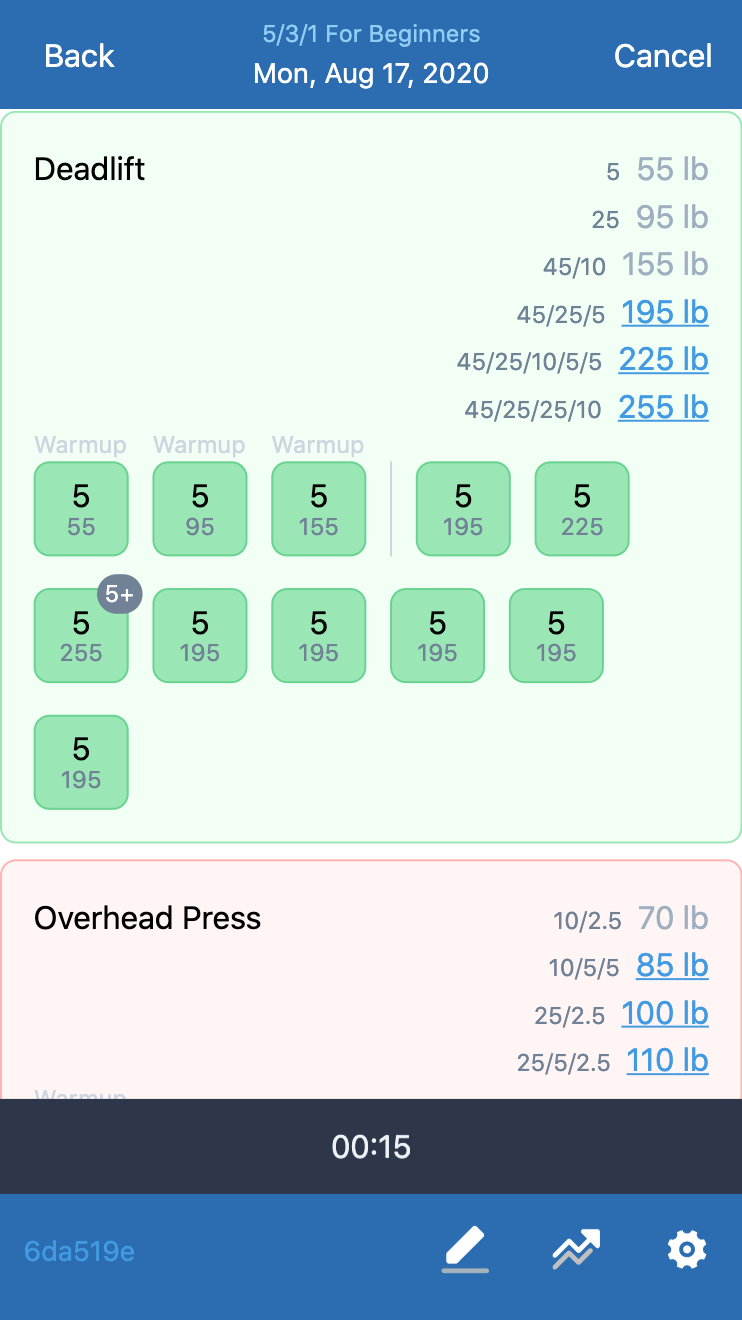 5/3/1 For Beginners
Back
Mon, Aug 17, 2020
Cancel
Deadlift
5 55 lb
25 95 lb
45/10 155 lb
45/25/5 195 lb
45/25/10/5/5 225 lb
45/25/25/10 255 lb
Warmup Warmup Warmup
5 5 5 5 5
55 95 155 195 225
5+
5 5 5 5 5
255 195 195 195 195
5
195
Overhead Press
10/2.5 70 lb
10/5/5 85 lb
25/2.5 100 lb
25/5/2.5 110 lb
Warmup
00:15
6da519e